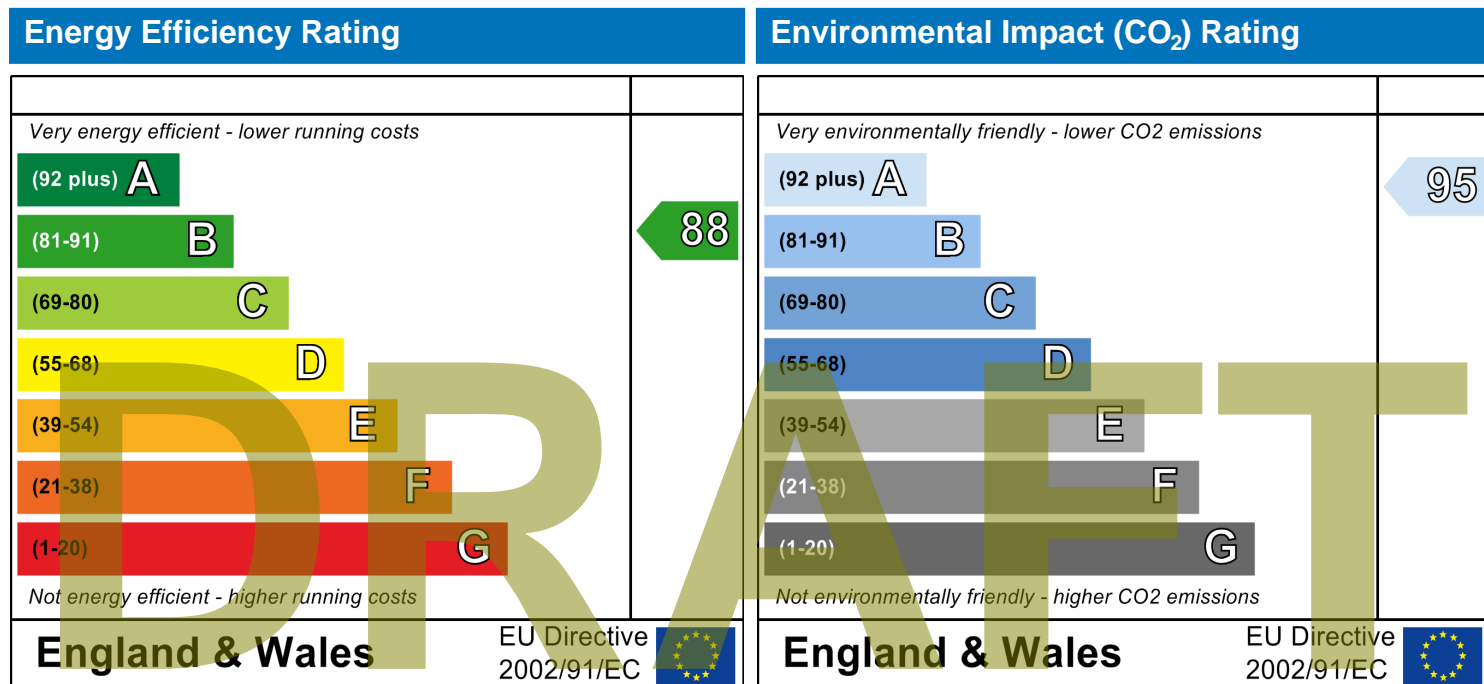 Energy Efficiency Rating
Very energy efficient - lower running costs
(92 plus) A
(81-91) B
(69-80) C
(55-68) D
(39-54) E
(21-38) F
(1-20) G
88
Not energy efficient - higher running costs
England & Wales
EU Directive
2002/91/EC
Environmental Impact (CO₂) Rating
Very environmentally friendly - lower CO2 emissions
(92 plus) A
(81-91) B
(69-80) C
(55-68) D
(39-54) E
(21-38) F
(1-20) G
95
Not environmentally friendly - higher CO2 emissions
England & Wales
EU Directive
2002/91/EC
DRAFT